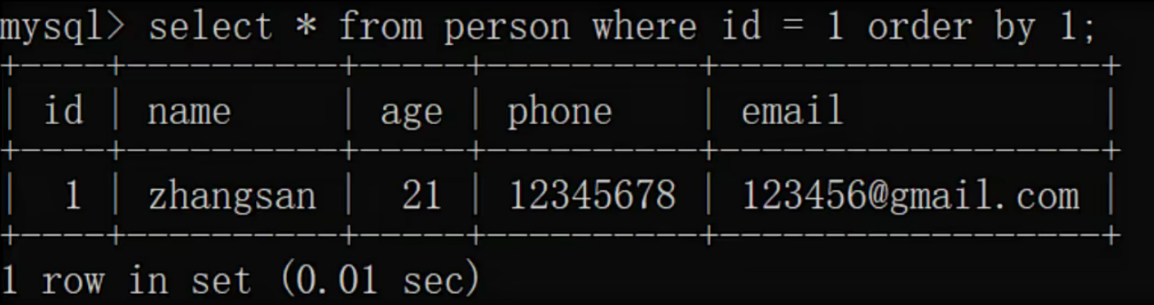 mysql> select * from person where id = 1 order by 1;
+----+----------+-----+----------+------------------+
| id | name     | age | phone    | email            |
+----+----------+-----+----------+------------------+
|  1 | zhangsan |  21 | 12345678 | 123456@gmail.com |
+----+----------+-----+----------+------------------+
1 row in set (0.01 sec)